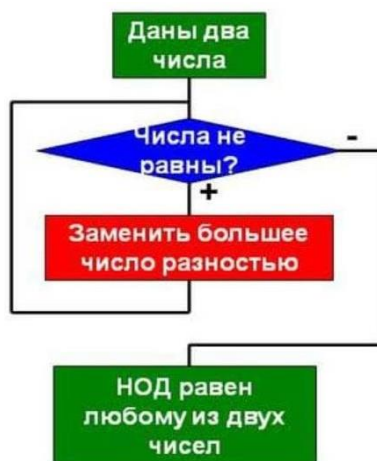 Даны два
числа
Числа не
равны?
-
+
Заменить большее
число разностью
НОД равен
любому из двух
чисел